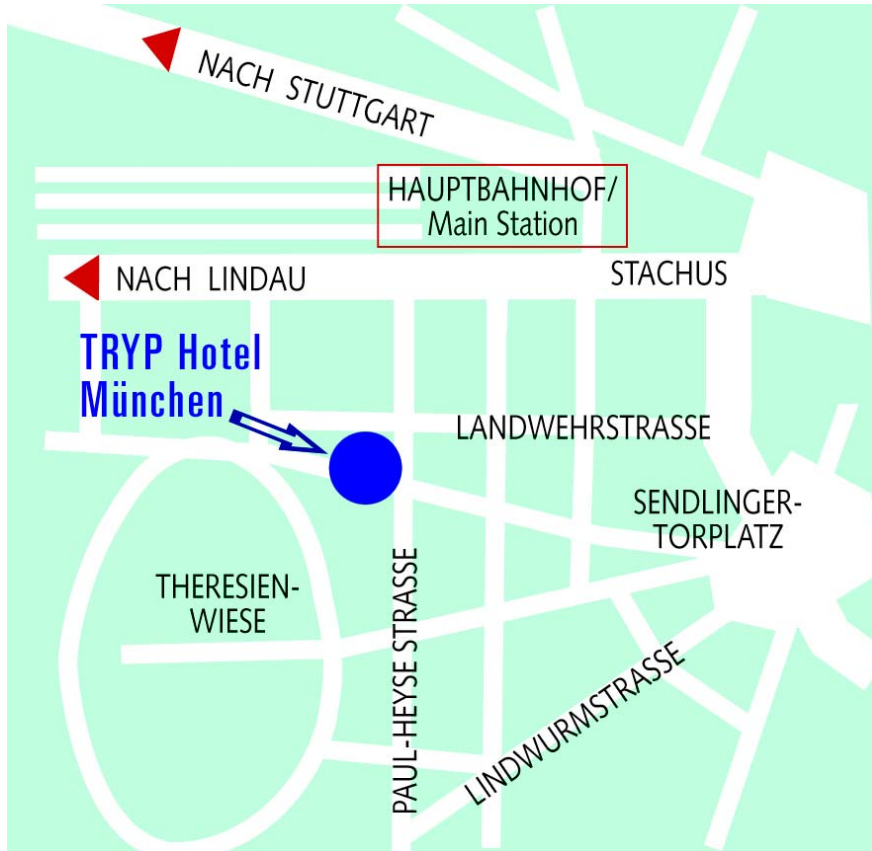 NACH STUTTGART
HAUPTBAHNHOF/
Main Station
NACH LINDAU
STACHUS
TRYP Hotel
München
LANDWEHRSTRASSE
SENDLINGER-
TORPLATZ
THERESIEN-
WIESE
PAUL-HEYSE STRASSE
LINDWURMSTRASSE